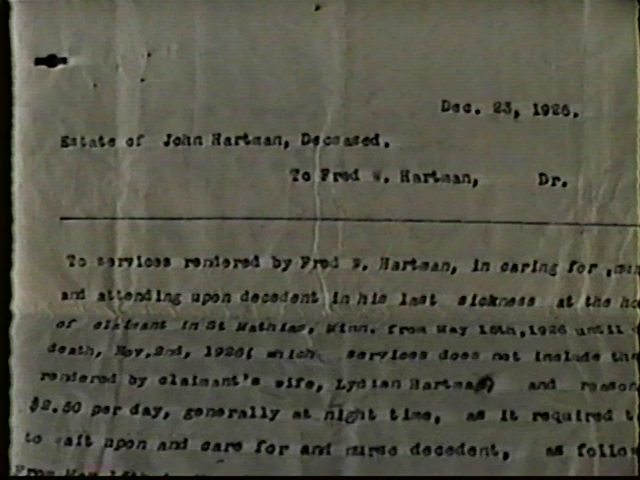 Dec. 23, 1926.
Estate of John Hartman, Deceased.
To Fred W. Hartman, Dr.
To services rendered by Fred W. Hartman, in caring for ,
and attending upon decedent in his last sickness at the
of claimant in St Mathias, Minn. from May 15th,1926 until
death, Nov.2nd, 1926( which services does not include
rendered by claimant's wife, Lydian Hartman) and
$2.50 per day, generally at night time, as it required
to wait upon and care for and nurse decedent, as
From May 15th